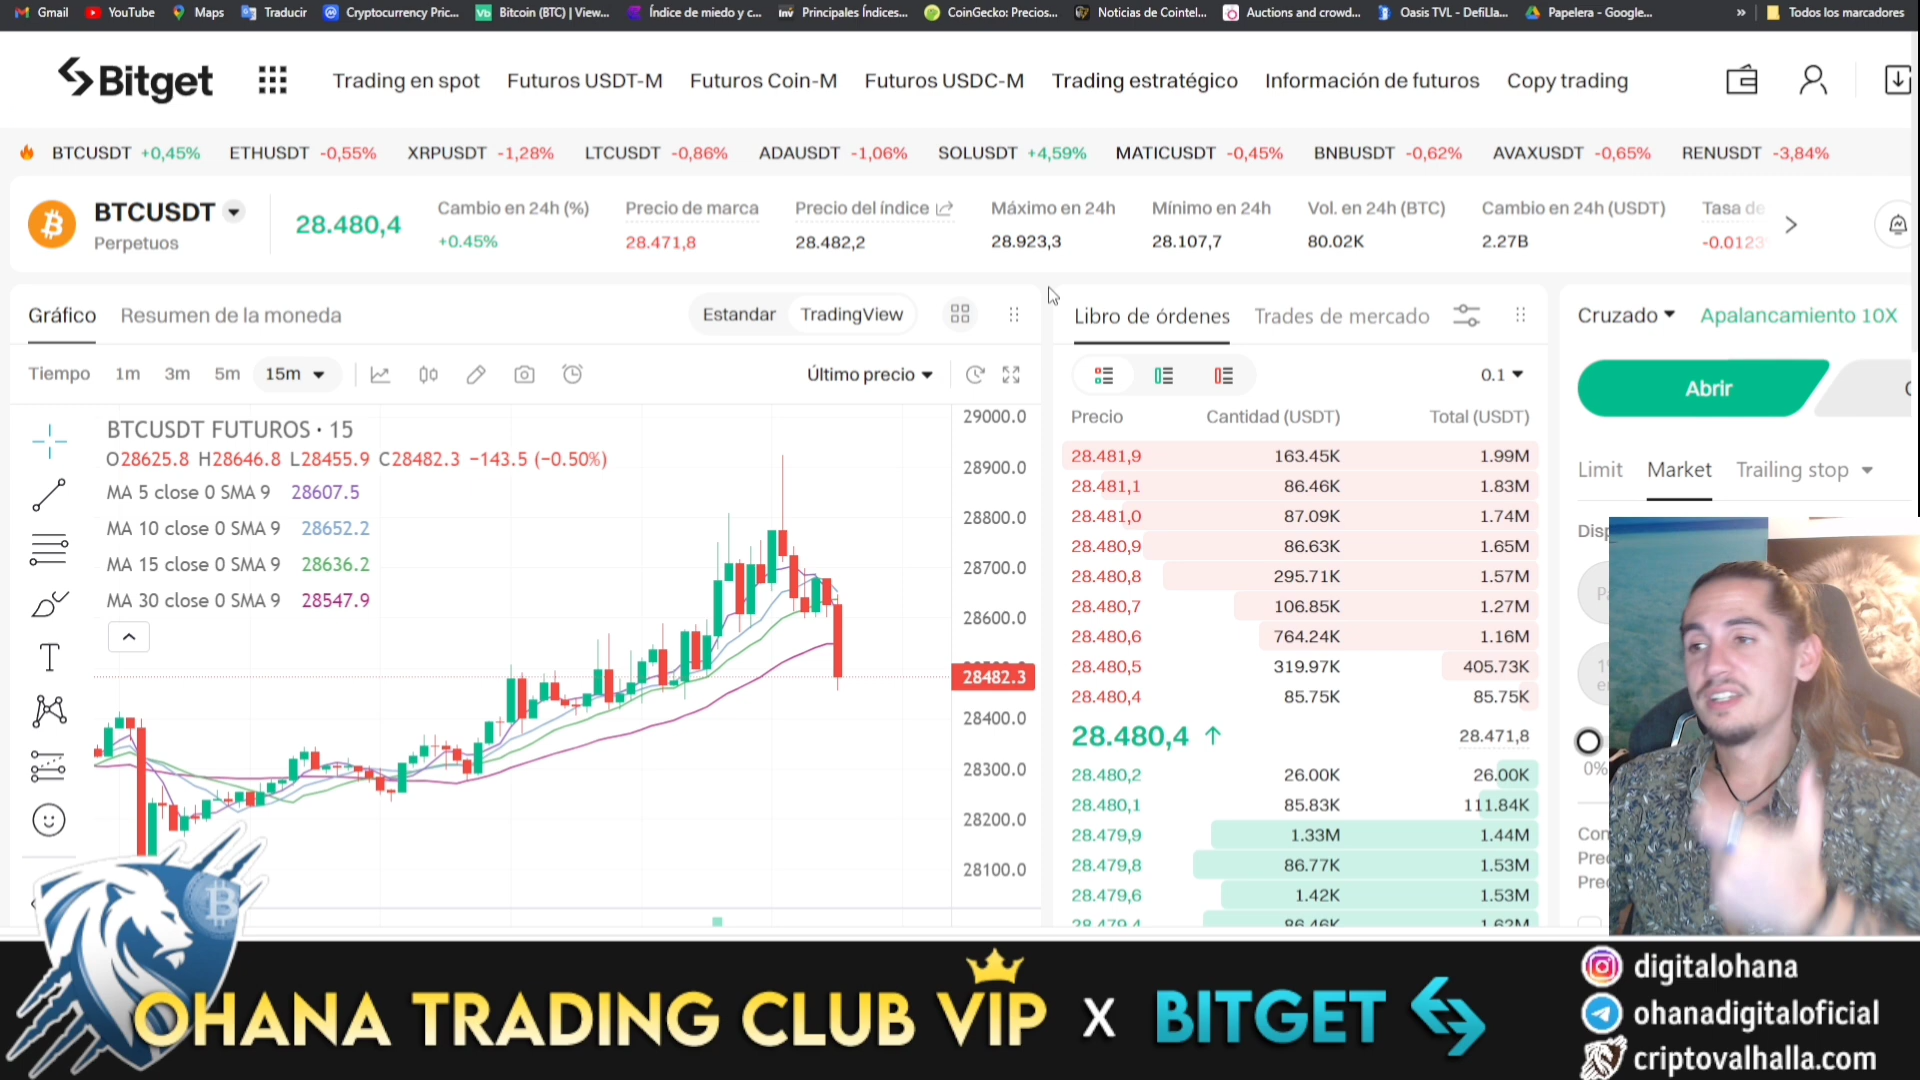 Gmail YouTube Maps Traducir Cryptocurrency Pric... Bitcoin (BTC) | View... Índice de miedo y c... Principales Índices... CoinGecko: Precios... Noticias de Cointel... Auctions and crowd... Oasis TVL - DefiLla... Papelera - Google... » Todos los marcadores
Bitget Trading en spot Futuros USDT-M Futuros Coin-M Futuros USDC-M Trading estratégico Información de futuros Copy trading
BTCUSDT +0,45% ETHUSDT -0,55% XRPUSDT -1,28% LTCUSDT -0,86% ADAUSDT -1,06% SOLUSDT +4,59% MATICUSDT -0,45% BNBUSDT -0,62% AVAXUSDT -0,65% RENUSDT -3,84%
BTCUSDT 28.480,4 Cambio en 24h (%) Precio de marca Precio del índice Máximo en 24h Mínimo en 24h Vol. en 24h (BTC) Cambio en 24h (USDT) Tasa de
Perpetuos +0.45% 28.471,8 28.482,2 28.923,3 28.107,7 80.02K 2.27B -0.0123
Gráfico Resumen de la moneda Estandar TradingView
Tiempo 1m 3m 5m 15m Último precio
BTCUSDT FUTUROS · 15
O28625.8 H28646.8 L28455.9 C28482.3 −143.5 (−0.50%)
MA 5 close 0 SMA 9 28607.5
MA 10 close 0 SMA 9 28652.2
MA 15 close 0 SMA 9 28636.2
MA 30 close 0 SMA 9 28547.9
29000.0
28900.0
28800.0
28700.0
28600.0
28482.3
28400.0
28300.0
28200.0
28100.0
Libro de órdenes Trades de mercado
0.1
Precio Cantidad (USDT) Total (USDT)
28.481,9 163.45K 1.99M
28.481,1 86.46K 1.83M
28.481,0 87.09K 1.74M
28.480,9 86.63K 1.65M
28.480,8 295.71K 1.57M
28.480,7 106.85K 1.27M
28.480,6 764.24K 1.16M
28.480,5 319.97K 405.73K
28.480,4 85.75K 85.75K
28.480,4 ↑ 28.471,8
28.480,2 26.00K 26.00K
28.480,1 85.83K 111.84K
28.479,9 1.33M 1.44M
28.479,8 86.77K 1.53M
28.479,6 1.42K 1.53M
28.479,4 86.46K 1.62M
Cruzado Apalancamiento 10X
Abrir
Limit Market Trailing stop
Disp
0%
Con
Prec
Prec
OHANA TRADING CLUB VIP X BITGET
digitalohana
ohanadigitaloficial
criptovalhalla.com